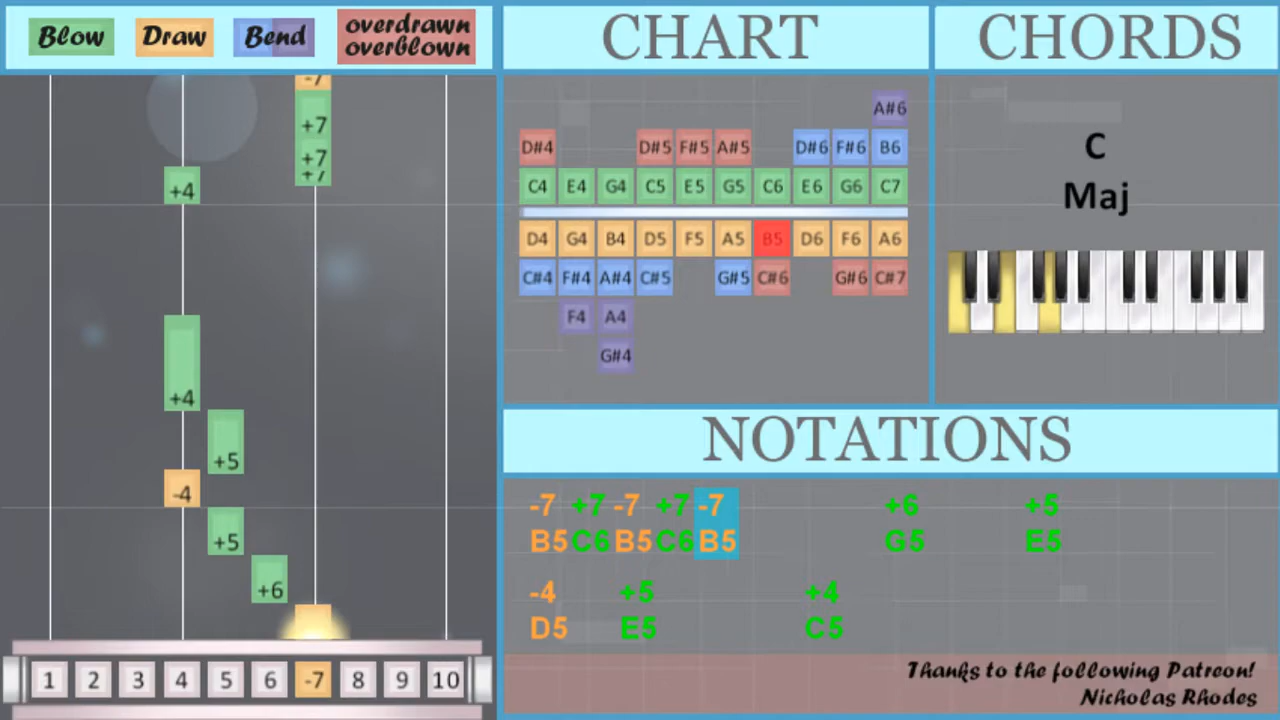 Blow Draw Bend overdrawn
overblown
CHART
CHORDS
-7
+7
+7
+7
+4
+4
+5
-4
+5
+6
1 2 3 4 5 6 -7 8 9 10
A#6
D#4 D#5 F#5 A#5 D#6 F#6 B6
C4 E4 G4 C5 E5 G5 C6 E6 G6 C7
D4 G4 B4 D5 F5 A5 B5 D6 F6 A6
C#4 F#4 A#4 C#5 G#5 C#6 G#6 C#7
F4 A4
G#4
C
Maj
NOTATIONS
-7 +7 -7 +7 -7 +6 +5
B5 C6 B5 C6 B5 G5 E5
-4 +5 +4
D5 E5 C5
Thanks to the following Patreon!
Nicholas Rhodes